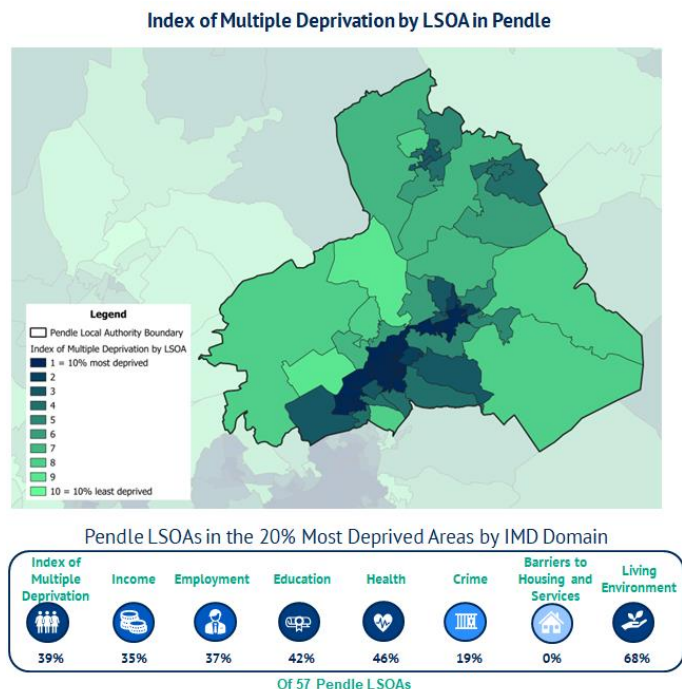 Index of Multiple Deprivation by LSOA in Pendle
Legend
Pendle Local Authority Boundary
Index of Multiple Deprivation by LSOA
1 = 10% most deprived
2
3
4
5
6
7
8
9
10 = 10% least deprived
Pendle LSOAs in the 20% Most Deprived Areas by IMD Domain
Index of
Multiple
Deprivation
Income
Employment
Education
Health
Crime
Barriers to
Housing and
Services
Living
Environment
39%
35%
37%
42%
46%
19%
0%
68%
Of 57 Pendle LSOAs